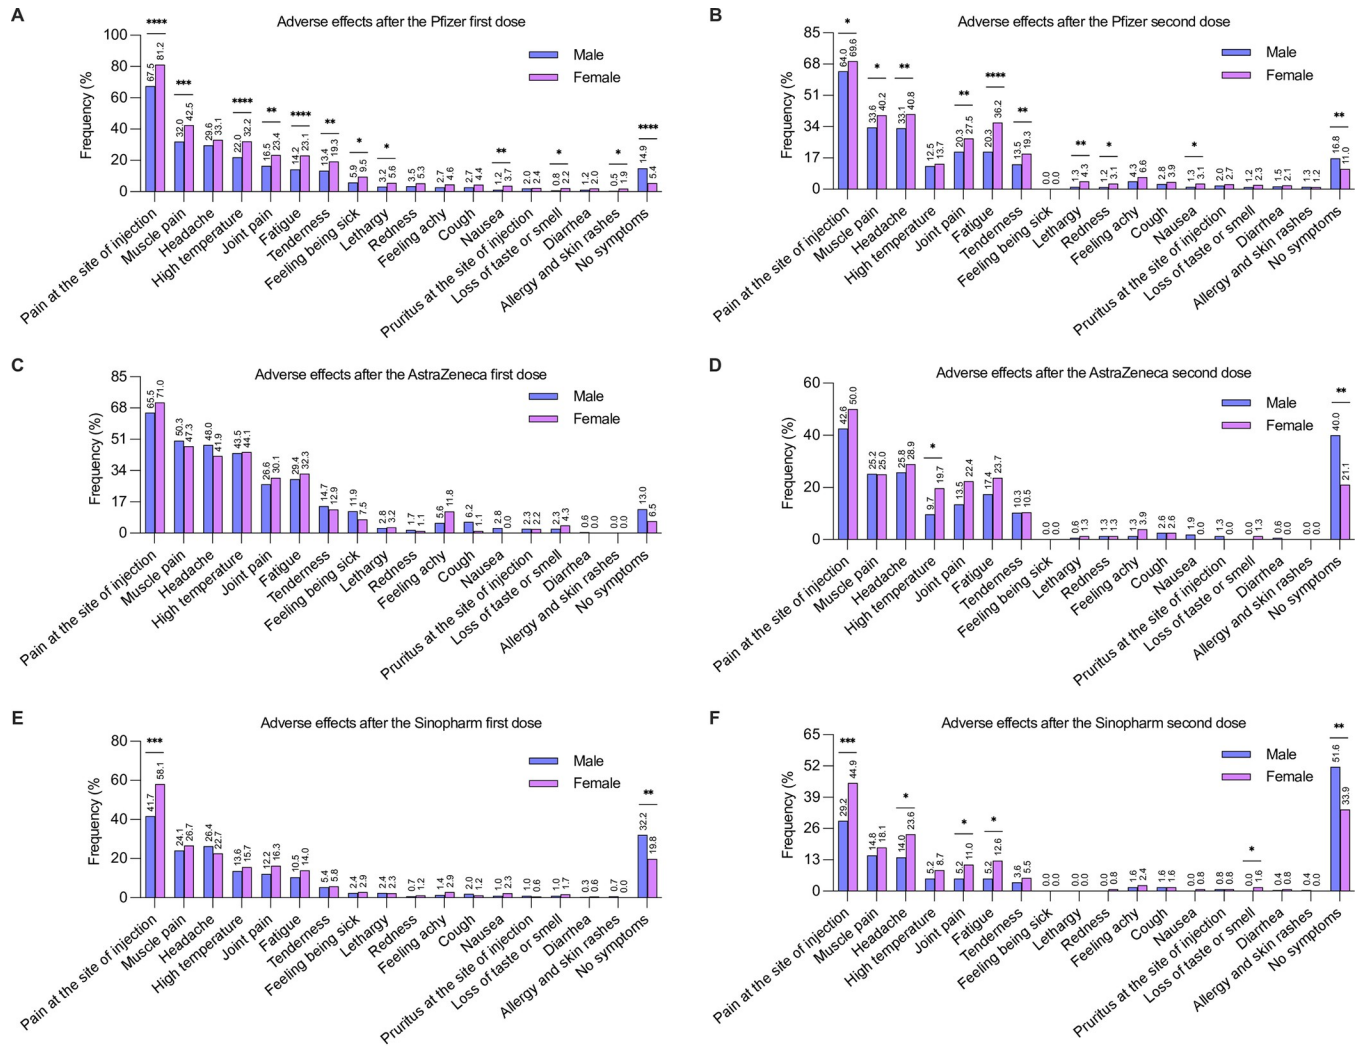 A
Adverse effects after the Pfizer first dose
Frequency (%
100
80
60
40
20
0
Male
Female
**** *** **** ** **** ** * * ** * * ****
67.5 81.2 32.0 42.5 29.6 33.1 22.0 32.2 16.5 23.4 14.2 23.1 13.4 19.3 5.9 9.5 3.2 5.6 3.5 5.3 2.7 4.6 2.7 4.4 1.2 3.7 2.0 2.4 0.8 2.2 1.2 2.0 0.5 1.9 14.9 5.4
Pain at the site of injection
Muscle pain
Headache
High temperature
Joint pain
Fatigue
Tenderness
Feeling being sick
Lethargy
Redness
Feeling achy
Cough
Nausea
Pruritus at the site of injection
Loss of taste or smell
Diarrhea
Allergy and skin rashes
No symptoms
B
Adverse effects after the Pfizer second dose
Frequency (%
85
68
51
34
17
0
Male
Female
* * ** ** **** ** ** * * **
64.0 69.6 33.6 40.2 33.1 40.8 12.5 13.7 20.3 27.5 20.3 36.2 13.5 19.3 0.0 0.0 1.3 4.3 1.2 3.1 4.3 6.6 2.8 3.9 1.3 3.1 2.0 2.7 1.2 2.3 1.5 2.1 1.3 1.2 16.8 11.0
Pain at the site of injection
Muscle pain
Headache
High temperature
Joint pain
Fatigue
Tenderness
Feeling being sick
Lethargy
Redness
Feeling achy
Cough
Nausea
Pruritus at the site of injection
Loss of taste or smell
Diarrhea
Allergy and skin rashes
No symptoms
C
Adverse effects after the AstraZeneca first dose
Frequency (%)
85
68
51
34
17
0
Male
Female
65.5 71.0 50.3 47.3 48.0 41.9 43.5 44.1 26.6 30.1 29.4 32.3 14.7 12.9 11.9 7.5 2.8 3.2 1.7 1.1 5.6 11.8 6.2 1.1 2.8 0.0 2.3 2.2 2.3 4.3 0.6 0.0 0.0 0.0 13.0 6.5
Pain at the site of injection
Muscle pain
Headache
High temperature
Joint pain
Fatigue
Tenderness
Feeling being sick
Lethargy
Redness
Feeling achy
Cough
Nausea
Pruritus at the site of injection
Loss of taste or smell
Diarrhea
Allergy and skin rashes
No symptoms
D
Adverse effects after the AstraZeneca second dose
Frequency (%)
60
40
20
0
Male
Female
* **
42.6 50.0 25.2 25.0 25.8 28.9 9.7 19.7 13.5 22.4 17.4 23.7 10.3 10.5 0.0 0.0 0.6 1.3 1.3 1.3 1.3 3.9 2.6 2.6 1.9 0.0 1.3 0.0 0.0 1.3 0.6 0.0 0.0 0.0 40.0 21.1
Pain at the site of injection
Muscle pain
Headache
High temperature
Joint pain
Fatigue
Tenderness
Feeling being sick
Lethargy
Redness
Feeling achy
Cough
Nausea
Pruritus at the site of injection
Loss of taste or smell
Diarrhea
Allergy and skin rashes
No symptoms
E
Adverse effects after the Sinopharm first dose
Frequency (%
80
60
40
20
0
Male
Female
*** **
41.7 58.1 24.1 26.7 26.4 22.7 13.6 15.7 12.2 16.3 10.5 14.0 5.4 5.8 2.4 2.9 2.4 2.3 0.7 1.2 1.4 2.9 2.0 1.2 1.0 2.3 1.0 0.6 1.0 1.7 0.3 0.6 0.7 0.0 32.2 19.8
Pain at the site of injection
Muscle pain
Headache
High temperature
Joint pain
Fatigue
Tenderness
Feeling being sick
Lethargy
Redness
Feeling achy
Cough
Nausea
Pruritus at the site of injection
Loss of taste or smell
Diarrhea
Allergy and skin rashes
No symptoms
F
Adverse effects after the Sinopharm second dose
Frequency (%
65
52
39
26
13
0
Male
Female
*** * * * * **
29.2 44.9 14.8 18.1 14.0 23.6 5.2 8.7 5.2 11.0 5.2 12.6 3.6 5.5 0.0 0.0 0.0 0.0 0.0 0.8 1.6 2.4 1.6 1.6 0.0 0.8 0.8 0.8 0.0 1.6 0.4 0.8 0.4 0.0 51.6 33.9
Pain at the site of injection
Muscle pain
Headache
High temperature
Joint pain
Fatigue
Tenderness
Feeling being sick
Lethargy
Redness
Feeling achy
Cough
Nausea
Pruritus at the site of injection
Loss of taste or smell
Diarrhea
Allergy and skin rashes
No symptoms